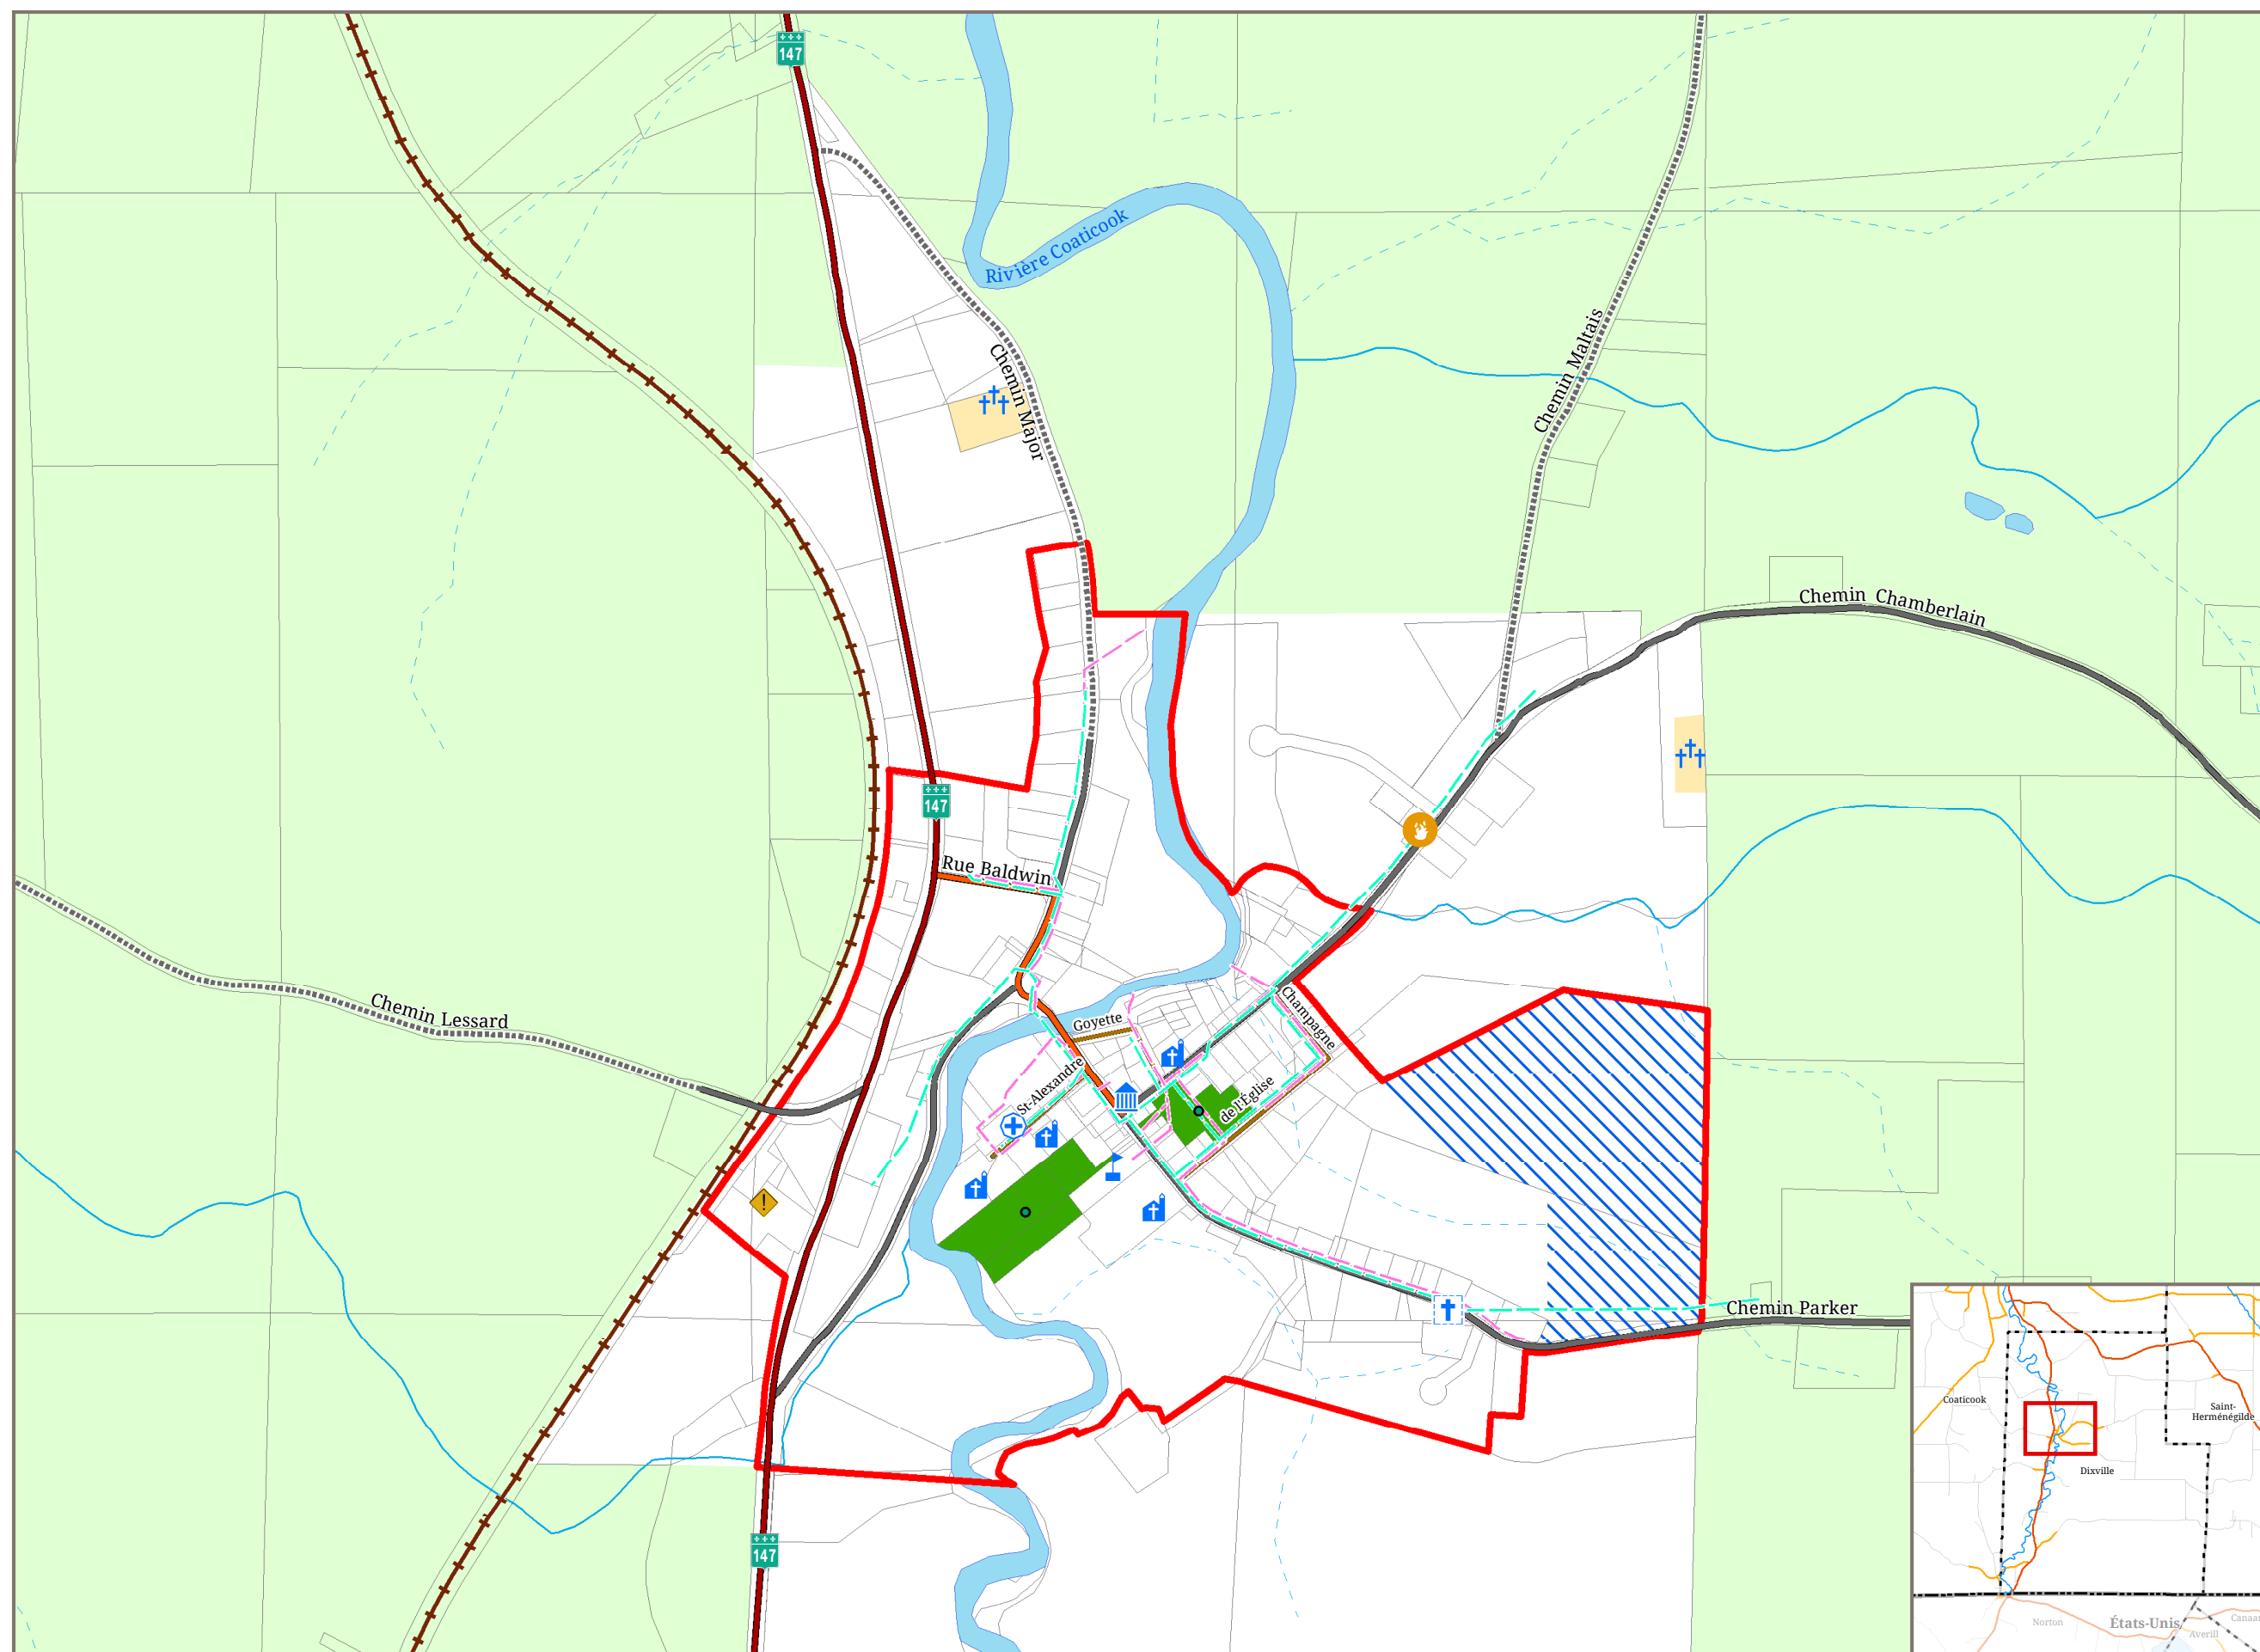 147
Rivière Coaticook
Chemin Maltais
Chemin Major
Chemin Chamberlain
147
Rue Baldwin
Chemin Lessard
Champagne
Goyette
St-Alexandre
de l'Église
Chemin Parker
Coaticook
Saint-
Herménégilde
Dixville
147
Norton
États-Unis
Averill